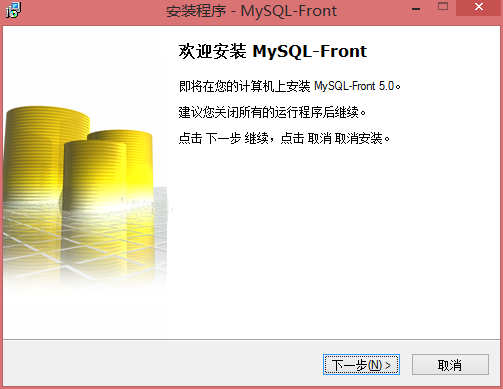 安装程序 - MySQL-Front
欢迎安装 MySQL-Front
即将在您的计算机上安装 MySQL-Front 5.0。
建议您关闭所有的运行程序后继续。
点击 下一步 继续，点击 取消 取消安装。
下一步(N) >
取消